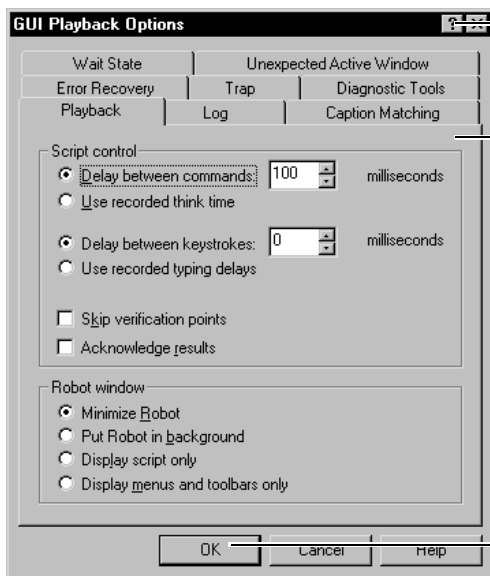 GUI Playback Options
Wait State
Unexpected Active Window
Error Recovery
Trap
Diagnostic Tools
Playback
Log
Caption Matching
Script control
Delay between commands: 100 milliseconds
Use recorded think time
Delay between keystrokes: 0 milliseconds
Use recorded typing delays
Skip verification points
Acknowledge results
Robot window
Minimize Robot
Put Robot in background
Display script only
Display menus and toolbars only
OK
Cancel
Help